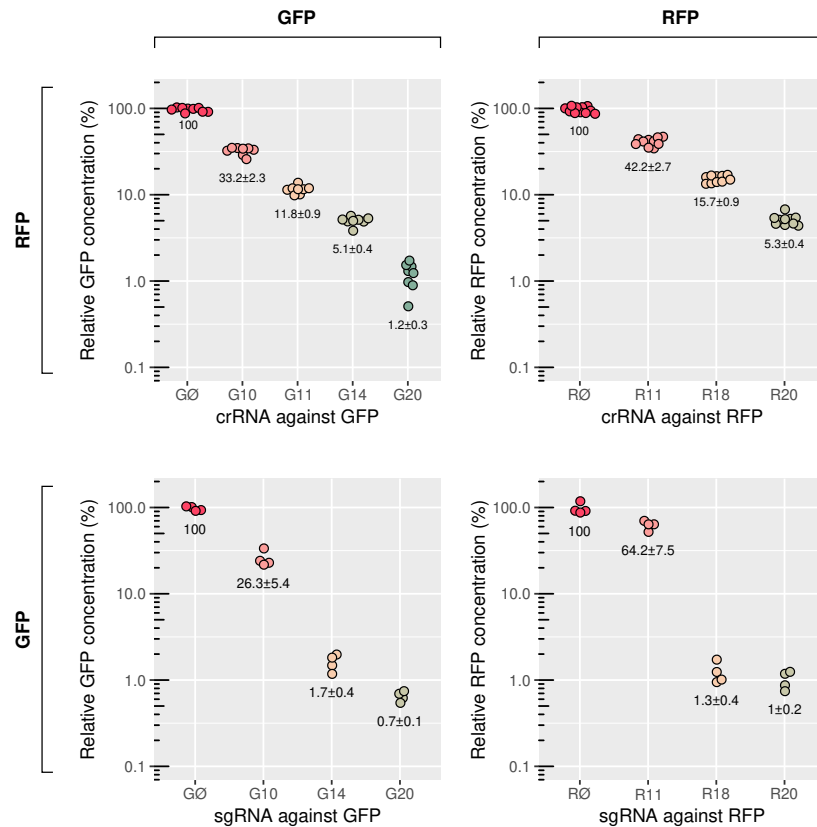 GFP
RFP
RFP
Relative GFP concentration (%)
100.0
10.0
1.0
0.1
100
33.2±2.3
11.8±0.9
5.1±0.4
1.2±0.3
GØ G10 G11 G14 G20
crRNA against GFP
Relative RFP concentration (%)
100.0
10.0
1.0
0.1
100
42.2±2.7
15.7±0.9
5.3±0.4
RØ R11 R18 R20
crRNA against RFP
GFP
Relative GFP concentration (%)
100.0
10.0
1.0
0.1
100
26.3±5.4
1.7±0.4
0.7±0.1
GØ G10 G14 G20
sgRNA against GFP
Relative RFP concentration (%)
100.0
10.0
1.0
0.1
100
64.2±7.5
1.3±0.4
1±0.2
RØ R11 R18 R20
sgRNA against RFP